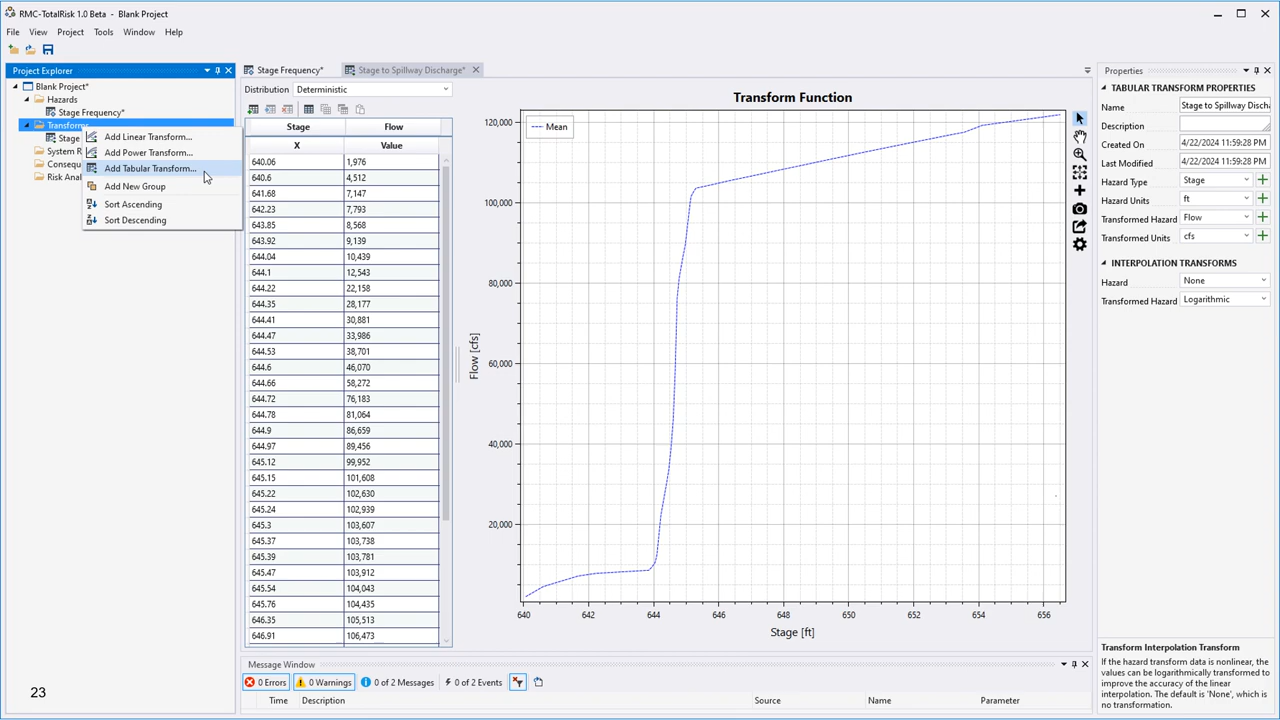 RMC-TotalRisk 1.0 Beta - Blank Project
File View Project Tools Window Help
Project Explorer
Blank Project*
Hazards
Stage Frequency*
Transforms
Stage
System R
Consequ
Risk Anal
Add Linear Transform...
Add Power Transform...
Add Tabular Transform...
Add New Group
Sort Ascending
Sort Descending
23
Stage Frequency*
Stage to Spillway Discharge*
Distribution Deterministic
Stage Flow
X Value
640.06 1,976
640.6 4,512
641.68 7,147
642.23 7,793
643.85 8,568
643.92 9,139
644.04 10,439
644.1 12,543
644.22 22,158
644.35 28,177
644.41 30,881
644.47 33,986
644.53 38,701
644.6 46,070
644.66 58,272
644.72 76,183
644.78 81,064
644.9 86,659
644.97 89,456
645.12 99,952
645.15 101,608
645.22 102,630
645.24 102,939
645.3 103,607
645.37 103,738
645.39 103,781
645.47 103,912
645.54 104,043
645.76 104,435
646.35 105,513
646.91 106,473
Transform Function
Mean
120,000
100,000
80,000
60,000
40,000
20,000
Flow [cfs]
640 642 644 646 648 650 652 654 656
Stage [ft]
Message Window
0 Errors 0 Warnings 0 of 2 Messages 0 of 2 Events
Time Description Source Name Parameter
Properties
TABULAR TRANSFORM PROPERTIES
Name Stage to Spillway Discha
Description
Created On 4/22/2024 11:59:28 PM
Last Modified 4/22/2024 11:59:28 PM
Hazard Type Stage
Hazard Units ft
Transformed Hazard Flow
Transformed Units cfs
INTERPOLATION TRANSFORMS
Hazard None
Transformed Hazard Logarithmic
Transform Interpolation Transform
If the hazard transform data is nonlinear, the
values can be logarithmically transformed to
improve the accuracy of the linear
interpolation. The default is 'None', which is
no transformation.